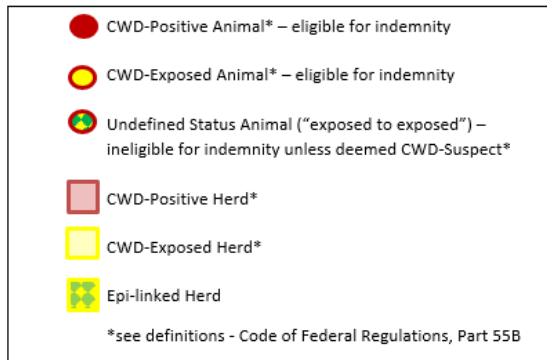 CWD-Positive Animal* – eligible for indemnity
CWD-Exposed Animal* – eligible for indemnity
Undefined Status Animal (“exposed to exposed”) –
ineligible for indemnity unless deemed CWD-Suspect*
CWD-Positive Herd*
CWD-Exposed Herd*
Epi-linked Herd
*see definitions - Code of Federal Regulations, Part 55B